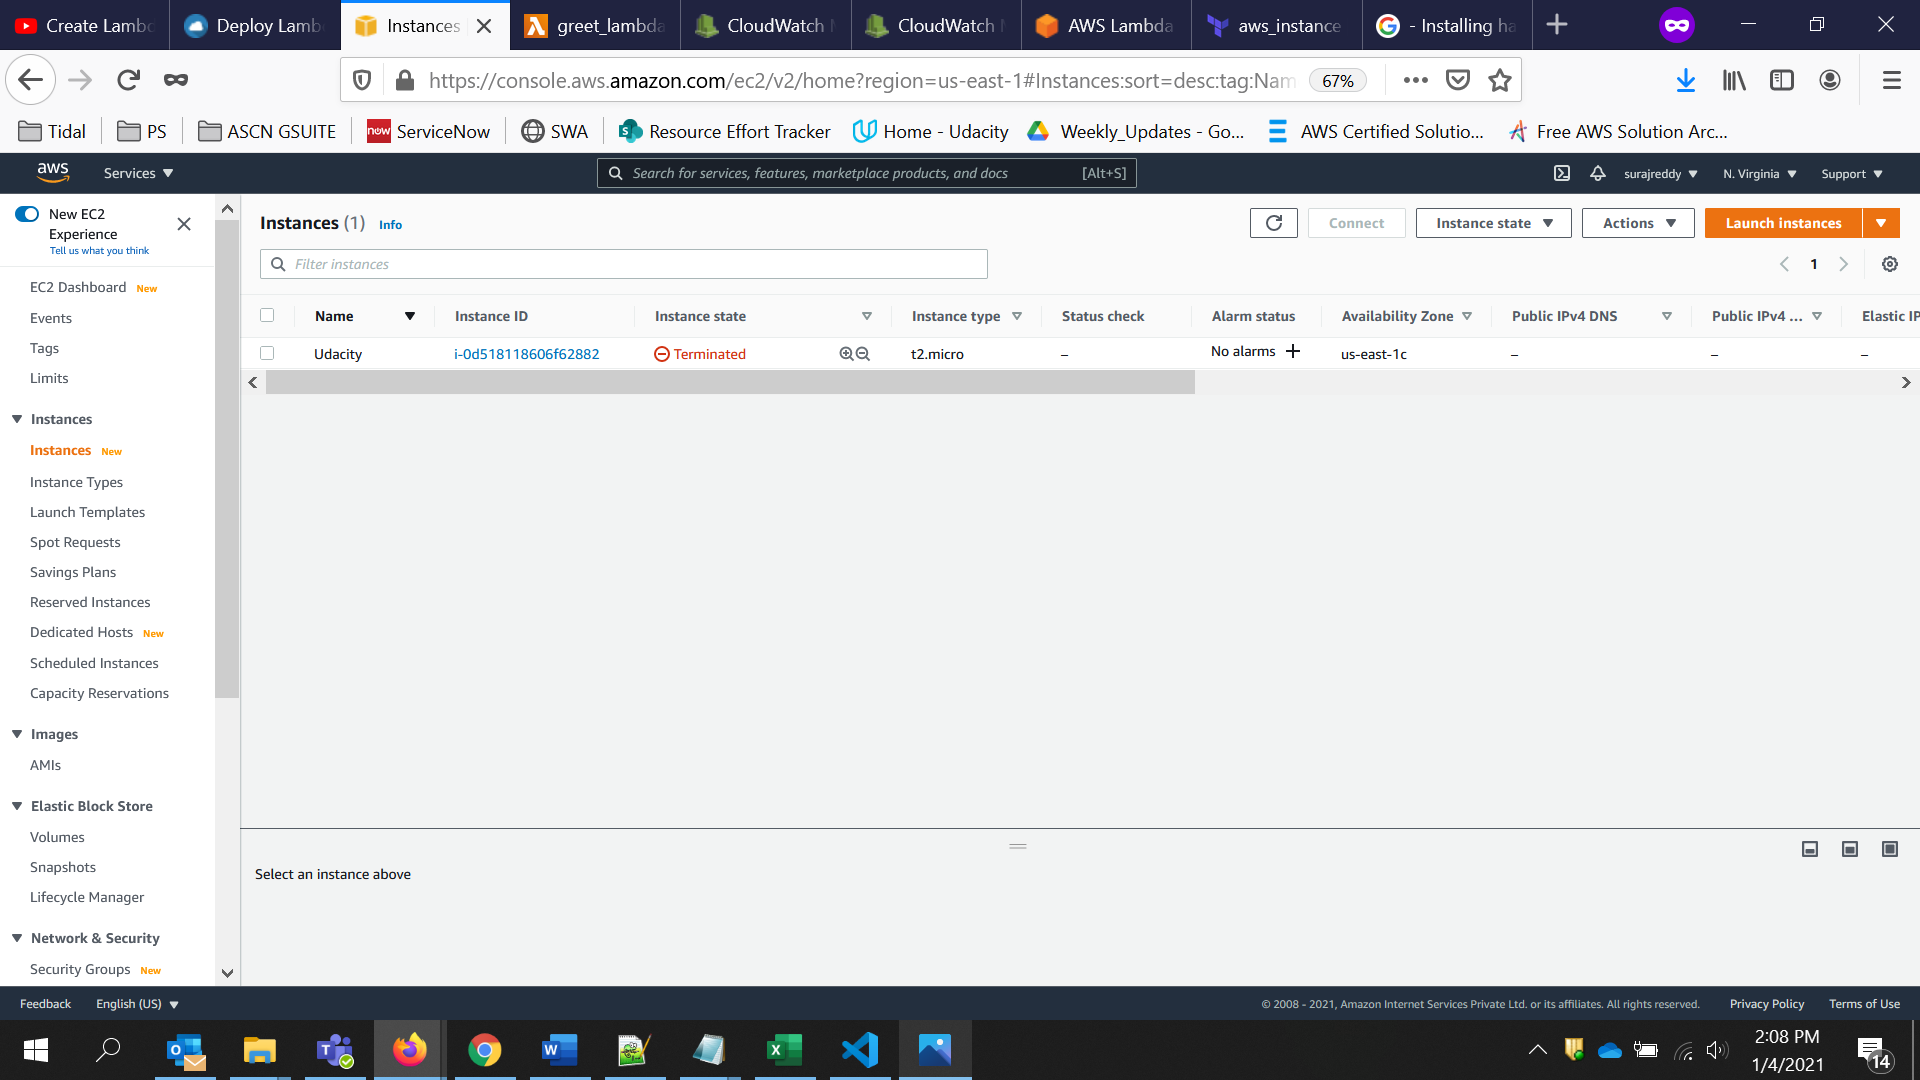 Create Lamb
Deploy Lamb
Instances
greet_lambda
CloudWatch
CloudWatch
AWS Lambda
aws_instance
- Installing ha
https://console.aws.amazon.com/ec2/v2/home?region=us-east-1#Instances:sort=desc:tag:Nam
67%
Tidal
PS
ASCN GSUITE
now
ServiceNow
SWA
Resource Effort Tracker
Home - Udacity
Weekly_Updates - Go...
AWS Certified Solutio...
Free AWS Solution Arc...
aws
Services
Search for services, features, marketplace products, and docs
[Alt+S]
surajreddy
N. Virginia
Support
New EC2
Experience
Tell us what you think
EC2 Dashboard New
Events
Tags
Limits
Instances
Instances New
Instance Types
Launch Templates
Spot Requests
Savings Plans
Reserved Instances
Dedicated Hosts New
Scheduled Instances
Capacity Reservations
Images
AMIs
Elastic Block Store
Volumes
Snapshots
Lifecycle Manager
Network & Security
Security Groups New
Instances (1) Info
Connect
Instance state
Actions
Launch instances
Filter instances
1
Name
Instance ID
Instance state
Instance type
Status check
Alarm status
Availability Zone
Public IPv4 DNS
Public IPv4 ...
Elastic IP
Udacity
i-0d518118606f62882
Terminated
t2.micro
–
No alarms
us-east-1c
–
–
–
Select an instance above
Feedback
English (US)
© 2008 - 2021, Amazon Internet Services Private Ltd. or its affiliates. All rights reserved.
Privacy Policy
Terms of Use
2:08 PM
1/4/2021
14